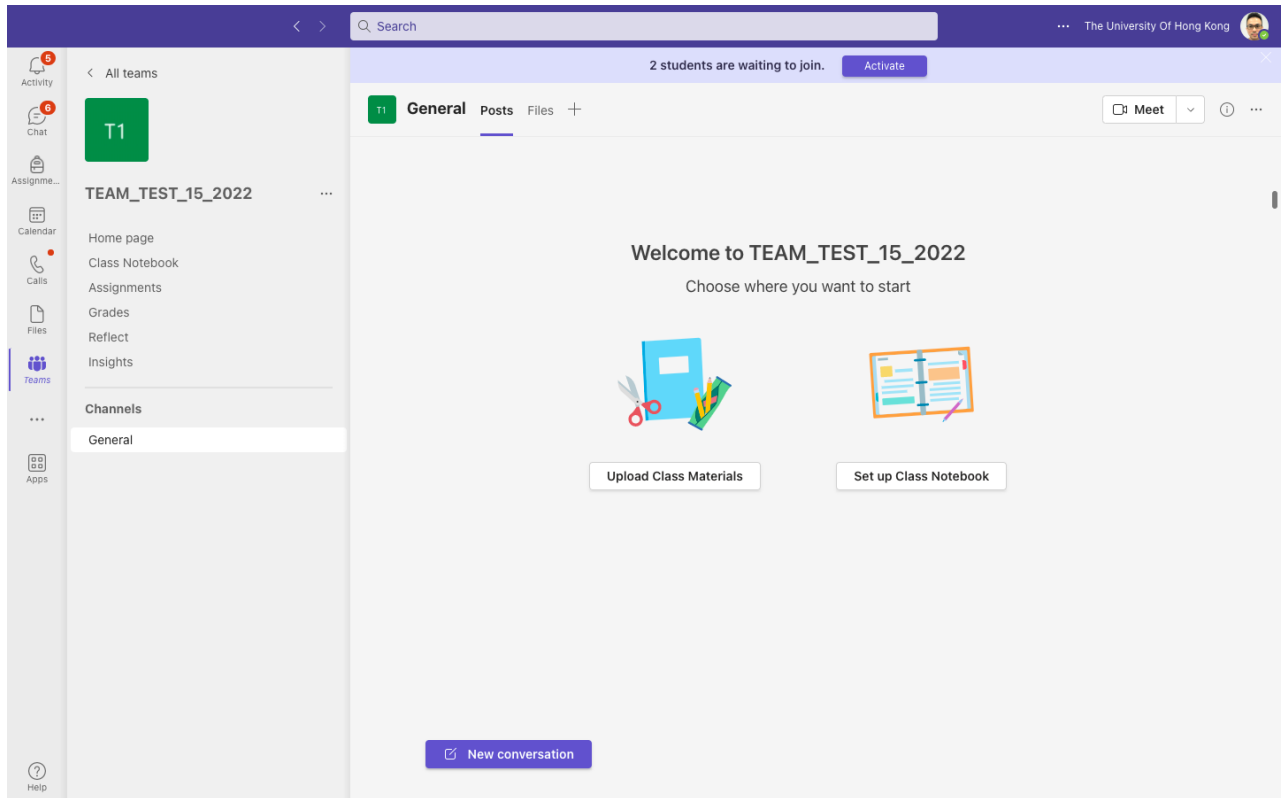 Search
The University Of Hong Kong
5
Activity
6
Chat
Assignme...
Calendar
Calls
Files
Teams
Apps
Help
All teams
T1
TEAM_TEST_15_2022
Home page
Class Notebook
Assignments
Grades
Reflect
Insights
Channels
General
2 students are waiting to join. Activate
T1 General Posts Files Meet
Welcome to TEAM_TEST_15_2022
Choose where you want to start
Upload Class Materials Set up Class Notebook
New conversation